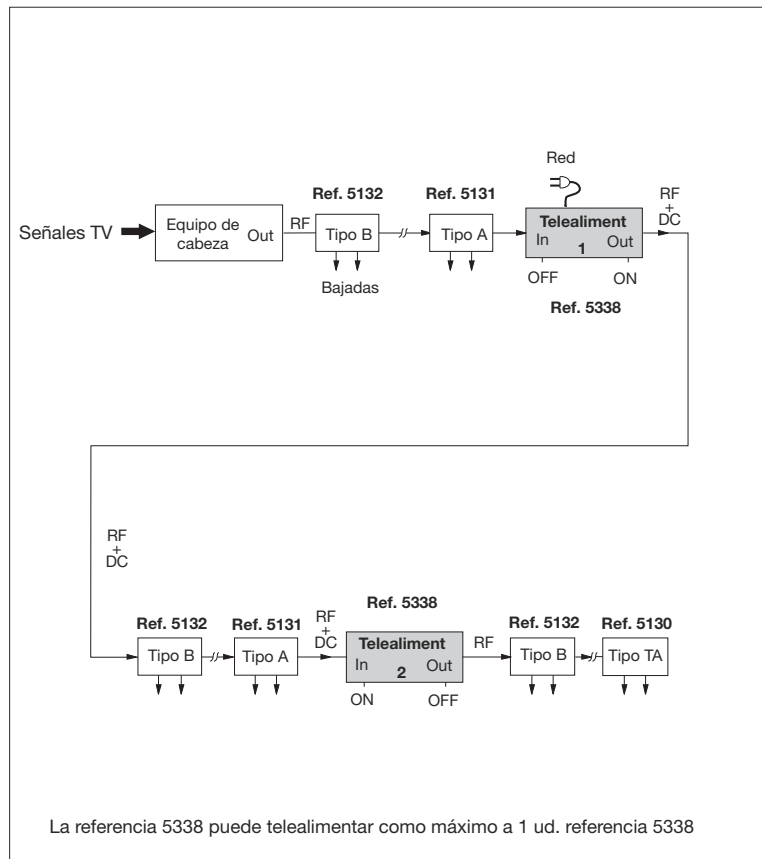 Red
Ref. 5132
Ref. 5131
RF
+
DC
Señales TV
Equipo de
cabeza
Out
RF
Tipo B
Tipo A
Telealiment
In
1
Out
Bajadas
OFF
ON
Ref. 5338
RF
+
DC
Ref. 5132
Ref. 5131
RF
+
DC
Ref. 5338
Ref. 5132
Ref. 5130
Tipo B
Tipo A
Telealiment
In
2
Out
RF
Tipo B
Tipo TA
ON
OFF
La referencia 5338 puede telealimentar como máximo a 1 ud. referencia 5338